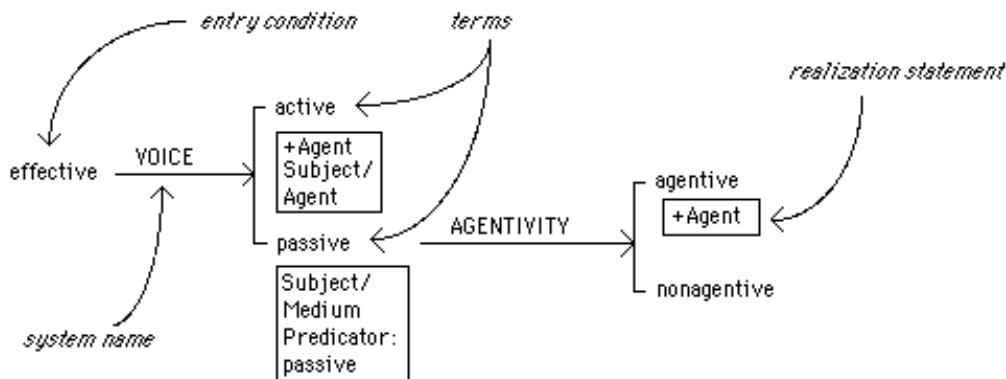 entry condition
terms
realization statement
active
+Agent
Subject/
Agent
effective
VOICE
agentive
+Agent
passive
AGENTIVITY
nonagentive
Subject/
Medium
Predicator:
passive
system name